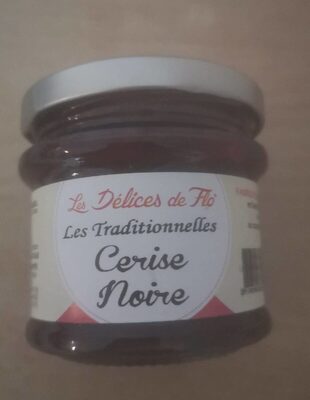 Les Délices de Flo
Les Traditionnelles
Cerise
Noire